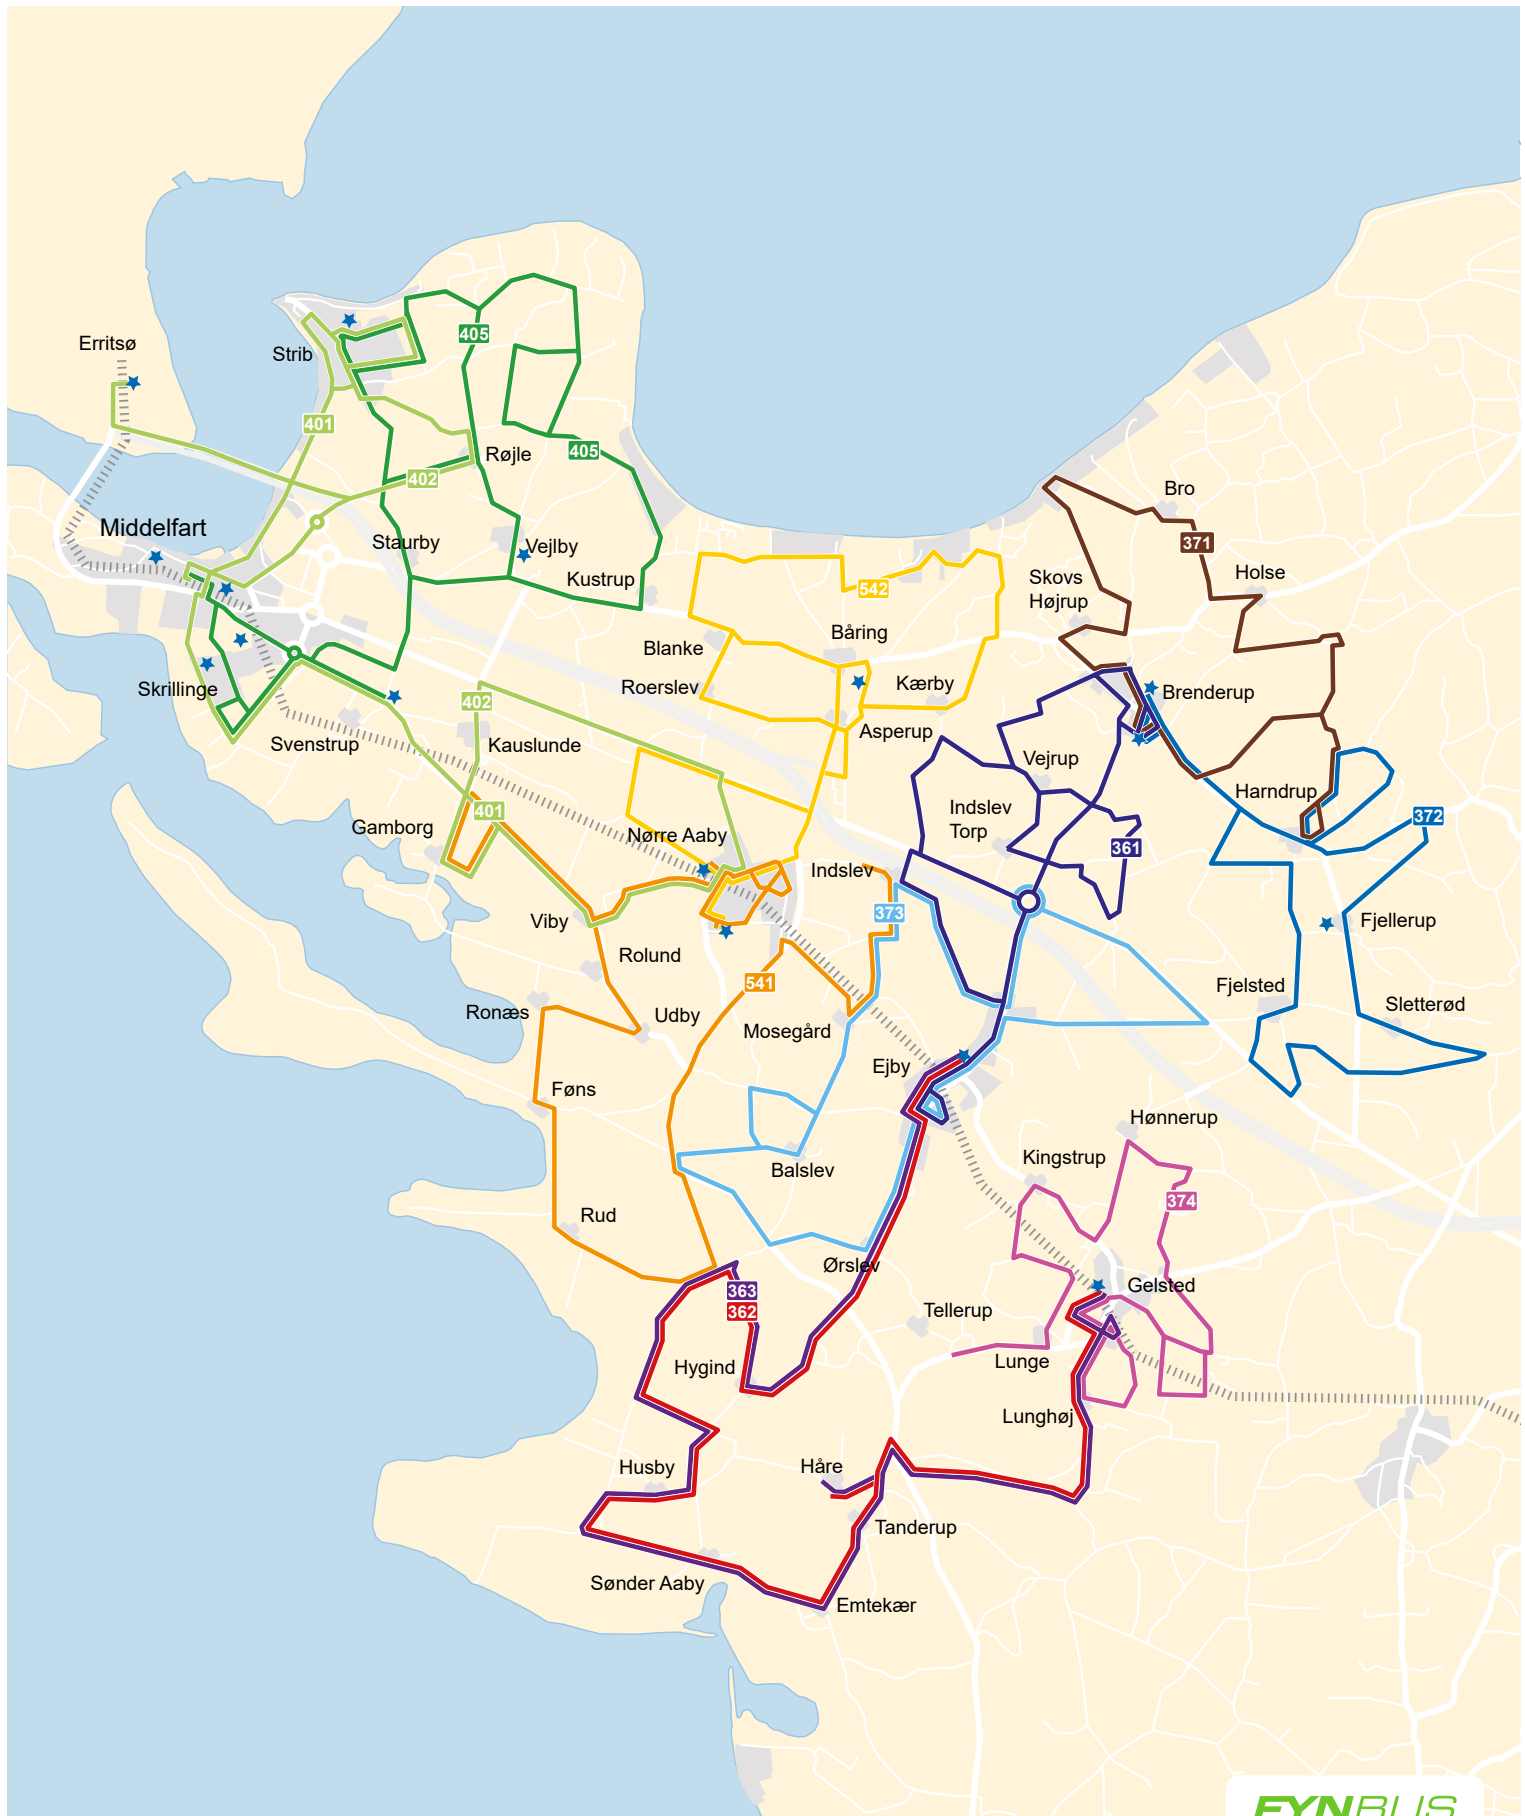 405
Erritsø
Strib
401
405
Røjle
402
Middelfart
Staurby
Vejlby
Kustrup
Bro
371
Holse
Skovs
Højrup
542
Båring
Blanke
Roerslev
Kærby
Brenderup
Skrillinge
402
Svenstrup
Kauslunde
Asperup
Vejrup
Harndrup
Indslev
Torp
372
401
Gamborg
Nørre Aaby
361
Indslev
373
Viby
Fjellerup
Rolund
541
Fjelsted
Sletterød
Ronæs
Udby
Mosegård
Ejby
Føns
Hønnerup
Kingstrup
Balslev
374
Rud
Ørslev
Gelsted
363
362
Tellerup
Hygind
Lunge
Lunghøj
Husby
Håre
Tanderup
Sønder Aaby
Emtekær
FYNBUS